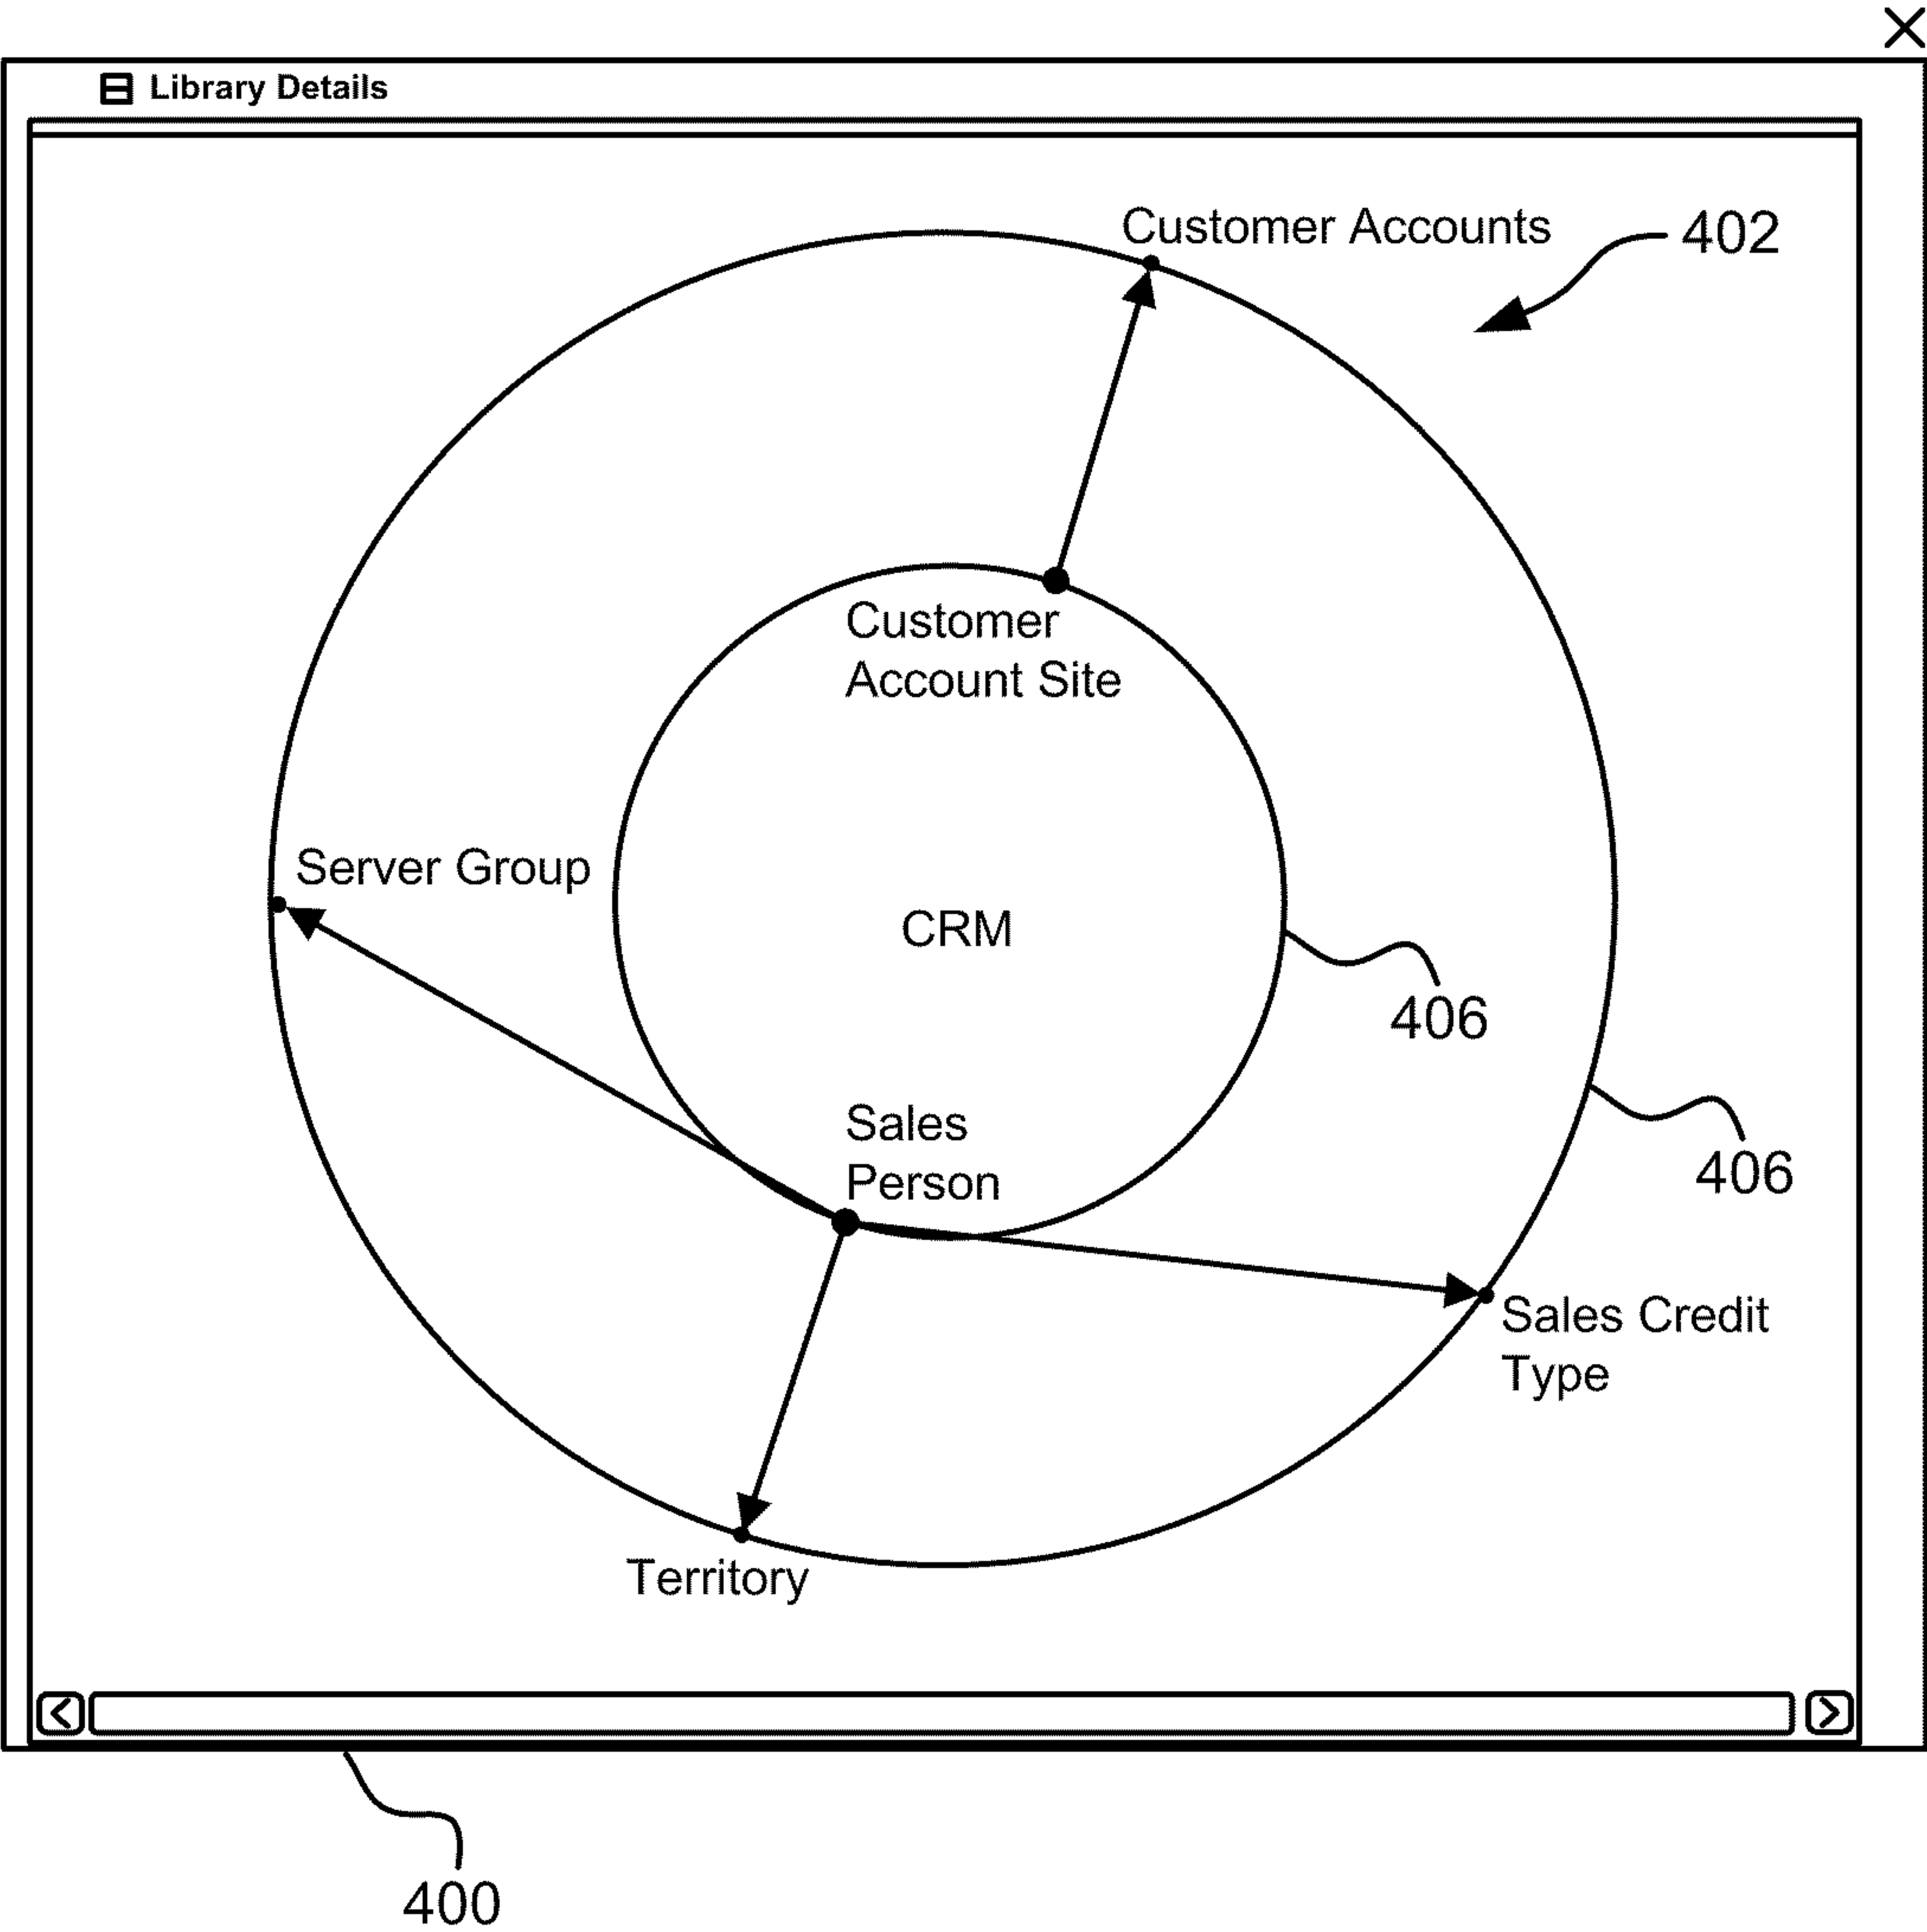 Library Details
Customer Accounts
402
Customer
Account Site
Server Group
CRM
406
Sales
Person
406
Sales Credit
Type
Territory
400